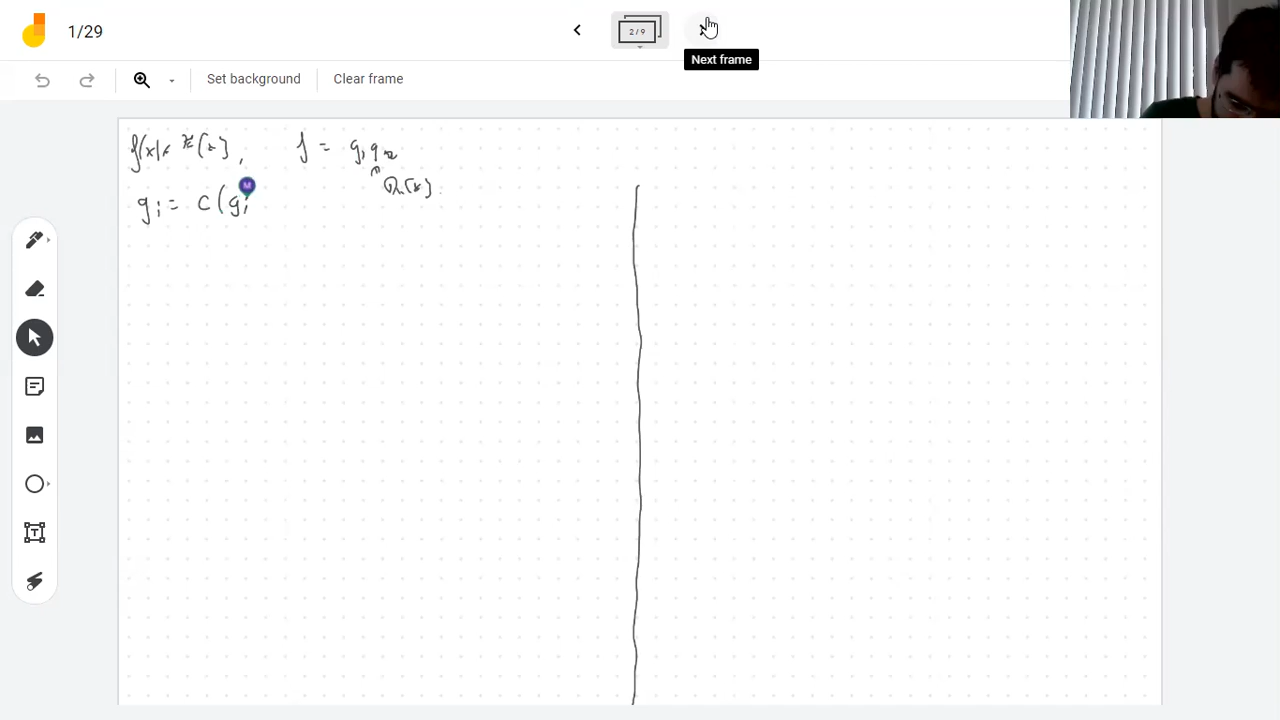 1/29
2 / 9
Next frame
Set background
Clear frame
f(x) ∈ ℤ[x], f = g₁g₂
∈ ℚ[x].
M
gᵢ = c(gᵢ
T